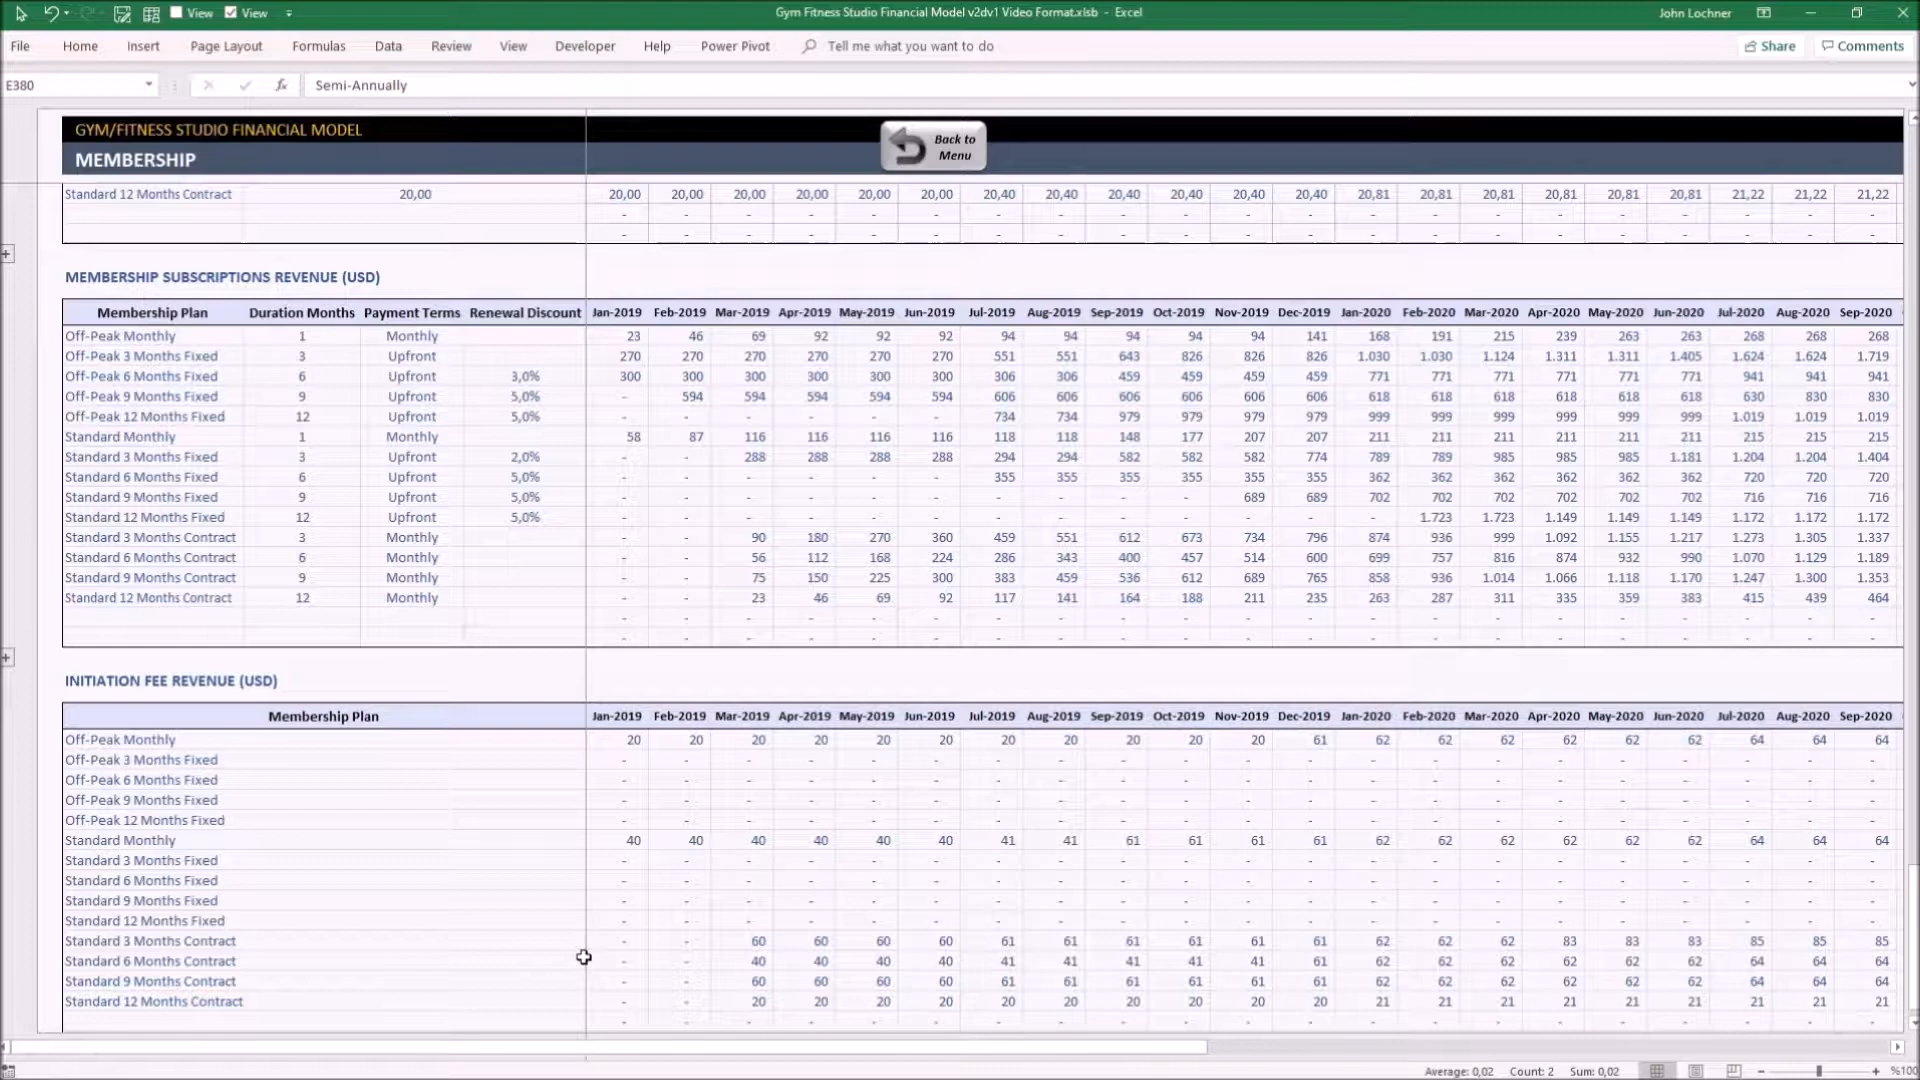 View View
Gym Fitness Studio Financial Model v2dv1 Video Format.xlsb - Excel
John Lochner
File Home Insert Page Layout Formulas Data Review View Developer Help Power Pivot Tell me what you want to do Share Comments
E380 fx Semi-Annually
GYM/FITNESS STUDIO FINANCIAL MODEL
MEMBERSHIP
Back to
Menu
Standard 12 Months Contract 20,00 20,00 20,00 20,00 20,00 20,00 20,00 20,40 20,40 20,40 20,40 20,40 20,40 20,81 20,81 20,81 20,81 20,81 20,81 21,22 21,22 21,22
- - - - - - - - - - - - - - - - - - - - -
- - - - - - - - - - - - - - - - - - - - -
MEMBERSHIP SUBSCRIPTIONS REVENUE (USD)
Membership Plan Duration Months Payment Terms Renewal Discount Jan-2019 Feb-2019 Mar-2019 Apr-2019 May-2019 Jun-2019 Jul-2019 Aug-2019 Sep-2019 Oct-2019 Nov-2019 Dec-2019 Jan-2020 Feb-2020 Mar-2020 Apr-2020 May-2020 Jun-2020 Jul-2020 Aug-2020 Sep-2020
Off-Peak Monthly 1 Monthly 23 46 69 92 92 92 94 94 94 94 94 141 168 191 215 239 263 263 268 268 268
Off-Peak 3 Months Fixed 3 Upfront 270 270 270 270 270 270 551 551 643 826 826 826 1.030 1.030 1.124 1.311 1.311 1.405 1.624 1.624 1.719
Off-Peak 6 Months Fixed 6 Upfront 3,0% 300 300 300 300 300 300 306 306 459 459 459 459 771 771 771 771 771 771 941 941 941
Off-Peak 9 Months Fixed 9 Upfront 5,0% - 594 594 594 594 594 606 606 606 606 606 606 618 618 618 618 618 618 630 830 830
Off-Peak 12 Months Fixed 12 Upfront 5,0% - - - - - - 734 734 979 979 979 979 999 999 999 999 999 999 1.019 1.019 1.019
Standard Monthly 1 Monthly 58 87 116 116 116 116 118 118 148 177 207 207 211 211 211 211 211 211 215 215 215
Standard 3 Months Fixed 3 Upfront 2,0% - - 288 288 288 288 294 294 582 582 582 774 789 789 985 985 985 1.181 1.204 1.204 1.404
Standard 6 Months Fixed 6 Upfront 5,0% - - - - - - 355 355 355 355 355 355 362 362 362 362 362 362 720 720 720
Standard 9 Months Fixed 9 Upfront 5,0% - - - - - - - - - - 689 689 702 702 702 702 702 702 716 716 716
Standard 12 Months Fixed 12 Upfront 5,0% - - - - - - - - - - - - - 1.723 1.723 1.149 1.149 1.149 1.172 1.172 1.172
Standard 3 Months Contract 3 Monthly - - 90 180 270 360 459 551 612 673 734 796 874 936 999 1.092 1.155 1.217 1.273 1.305 1.337
Standard 6 Months Contract 6 Monthly - - 56 112 168 224 286 343 400 457 514 600 699 757 816 874 932 990 1.070 1.129 1.189
Standard 9 Months Contract 9 Monthly - - 75 150 225 300 383 459 536 612 689 765 858 936 1.014 1.066 1.118 1.170 1.247 1.300 1.353
Standard 12 Months Contract 12 Monthly - - 23 46 69 92 117 141 164 188 211 235 263 287 311 335 359 383 415 439 464
- - - - - - - - - - - - - - - - - - - - -
- - - - - - - - - - - - - - - - - - - - -
INITIATION FEE REVENUE (USD)
Membership Plan Jan-2019 Feb-2019 Mar-2019 Apr-2019 May-2019 Jun-2019 Jul-2019 Aug-2019 Sep-2019 Oct-2019 Nov-2019 Dec-2019 Jan-2020 Feb-2020 Mar-2020 Apr-2020 May-2020 Jun-2020 Jul-2020 Aug-2020 Sep-2020
Off-Peak Monthly 20 20 20 20 20 20 20 20 20 20 20 61 62 62 62 62 62 62 64 64 64
Off-Peak 3 Months Fixed - - - - - - - - - - - - - - - - - - - - -
Off-Peak 6 Months Fixed - - - - - - - - - - - - - - - - - - - - -
Off-Peak 9 Months Fixed - - - - - - - - - - - - - - - - - - - - -
Off-Peak 12 Months Fixed - - - - - - - - - - - - - - - - - - - - -
Standard Monthly 40 40 40 40 40 40 41 41 61 61 61 61 62 62 62 62 62 62 64 64 64
Standard 3 Months Fixed - - - - - - - - - - - - - - - - - - - - -
Standard 6 Months Fixed - - - - - - - - - - - - - - - - - - - - -
Standard 9 Months Fixed - - - - - - - - - - - - - - - - - - - - -
Standard 12 Months Fixed - - - - - - - - - - - - - - - - - - - - -
Standard 3 Months Contract - - 60 60 60 60 61 61 61 61 61 61 62 62 62 83 83 83 85 85 85
Standard 6 Months Contract - - 40 40 40 40 41 41 41 41 41 61 62 62 62 62 62 62 64 64 64
Standard 9 Months Contract - - 60 60 60 60 61 61 61 61 61 61 62 62 62 62 62 62 64 64 64
Standard 12 Months Contract - - 20 20 20 20 20 20 20 20 20 20 21 21 21 21 21 21 21 21 21
- - - - - - - - - - - - - - - - - - - - -
Average: 0,02 Count: 2 Sum: 0,02 %100